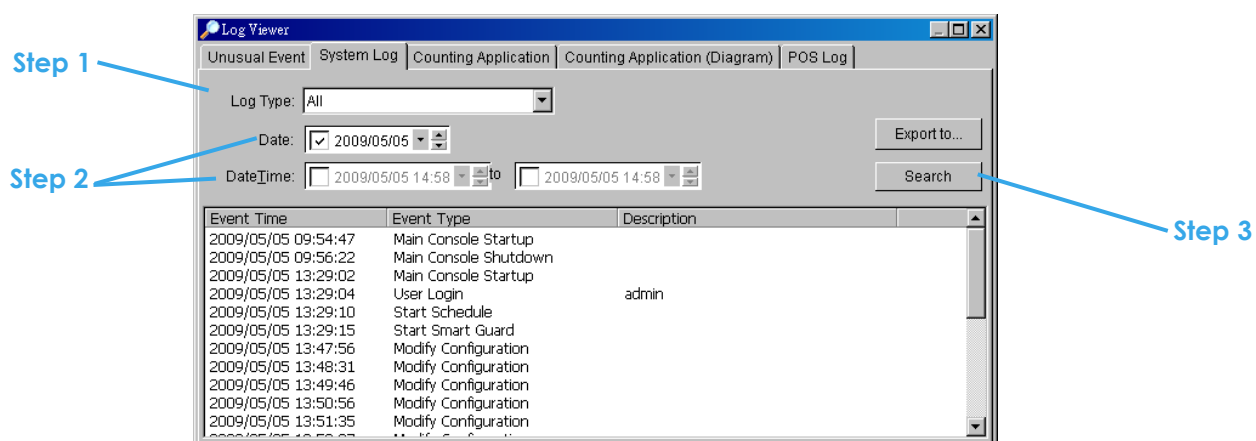 Log Viewer
Unusual Event System Log Counting Application Counting Application (Diagram) POS Log
Step 1
Log Type: All
Date: 2009/05/05
Export to...
Step 2
DateTime: 2009/05/05 14:58 to 2009/05/05 14:58
Search
Step 3
Event Time Event Type Description
2009/05/05 09:54:47 Main Console Startup
2009/05/05 09:56:22 Main Console Shutdown
2009/05/05 13:29:02 Main Console Startup
2009/05/05 13:29:04 User Login admin
2009/05/05 13:29:10 Start Schedule
2009/05/05 13:29:15 Start Smart Guard
2009/05/05 13:47:56 Modify Configuration
2009/05/05 13:48:31 Modify Configuration
2009/05/05 13:49:46 Modify Configuration
2009/05/05 13:50:56 Modify Configuration
2009/05/05 13:51:35 Modify Configuration